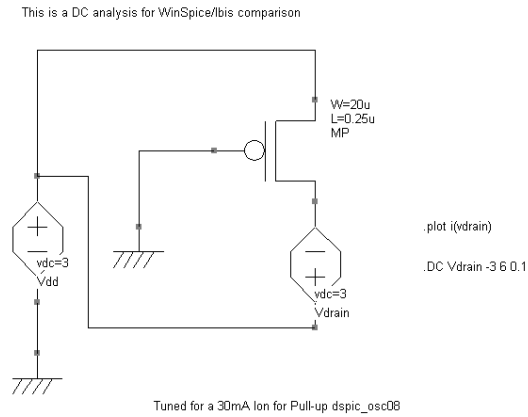 This is a DC analysis for WinSpice/Ibis comparison
W=20u
L=0.25u
MP
.plot i(vdrain)
.DC Vdrain -3 6 0.1
vdc=3
Vdd
vdc=3
Vdrain
Tuned for a 30mA Ion for Pull-up dspic_osc08